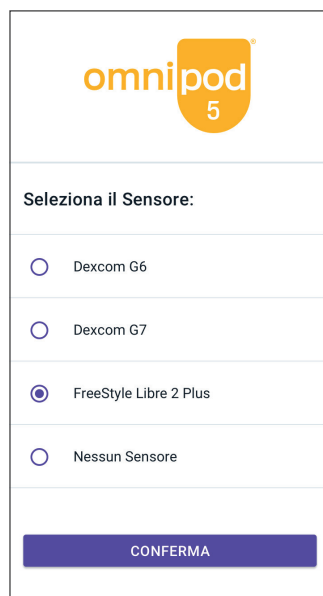 omnipod®
5
Seleziona il Sensore:
Dexcom G6
Dexcom G7
FreeStyle Libre 2 Plus
Nessun Sensore
CONFERMA